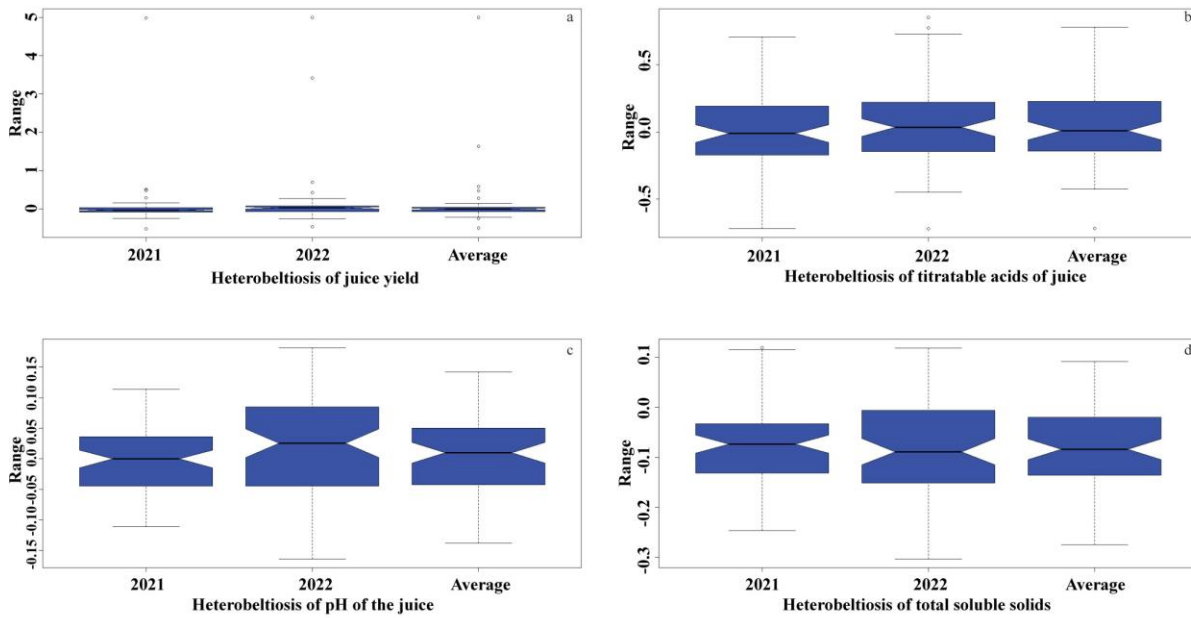 a
Range
5
4
3
2
1
0
2021 2022 Average
Heterobeltiosis of juice yield
b
Range
0.5
0.0
-0.5
2021 2022 Average
Heterobeltiosis of titratable acids of juice
c
Range
0.15
0.10
0.05
0.0
-0.05
-0.10
-0.15
2021 2022 Average
Heterobeltiosis of pH of the juice
d
Range
0.1
0.0
-0.1
-0.2
-0.3
2021 2022 Average
Heterobeltiosis of total soluble solids